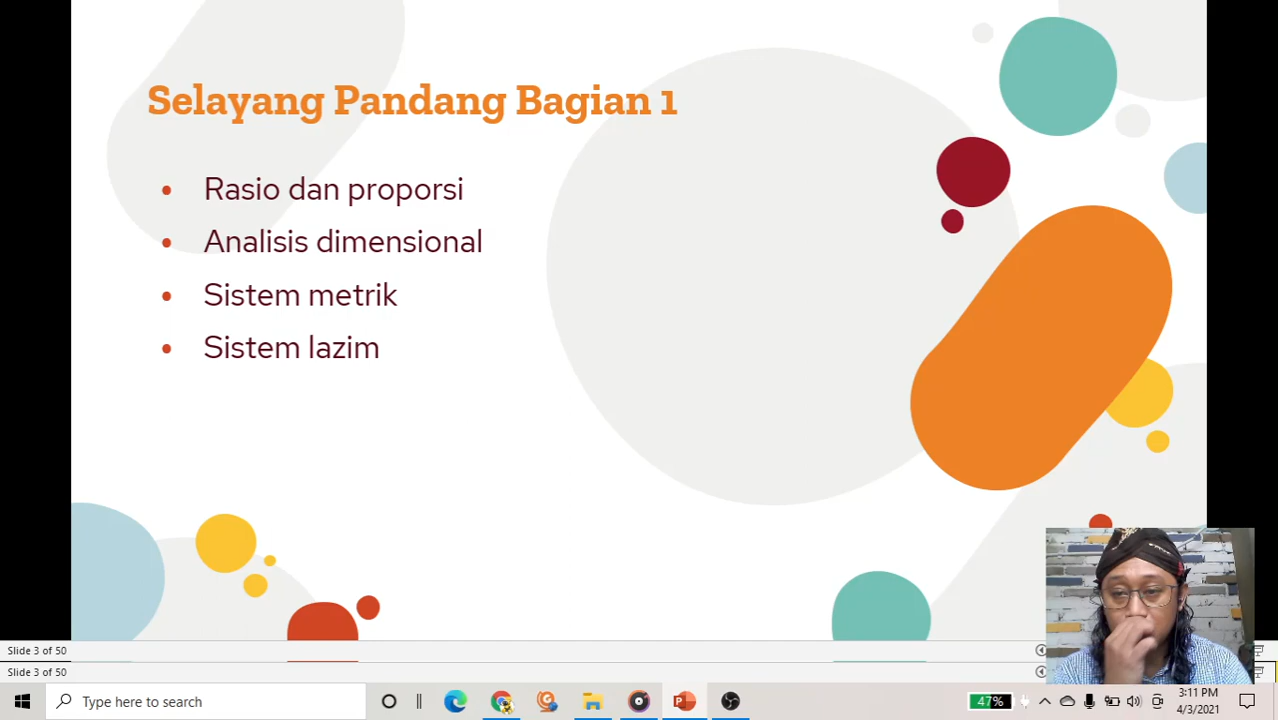 Selayang Pandang Bagian 1
• Rasio dan proporsi
• Analisis dimensional
• Sistem metrik
• Sistem lazim
Slide 3 of 50
Slide 3 of 50
Type here to search
47%
3:11 PM
4/3/2021